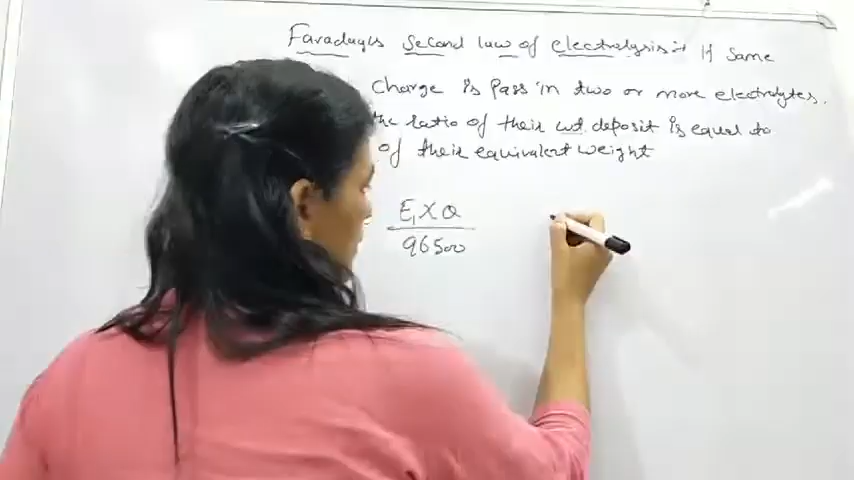 Faraday's Second law of electrolysis :- If Same
Charge is pass in two or more electrolytes.
the ratio of their wt deposit is equal to
of their equivalent weight
E₁ X Q
96500